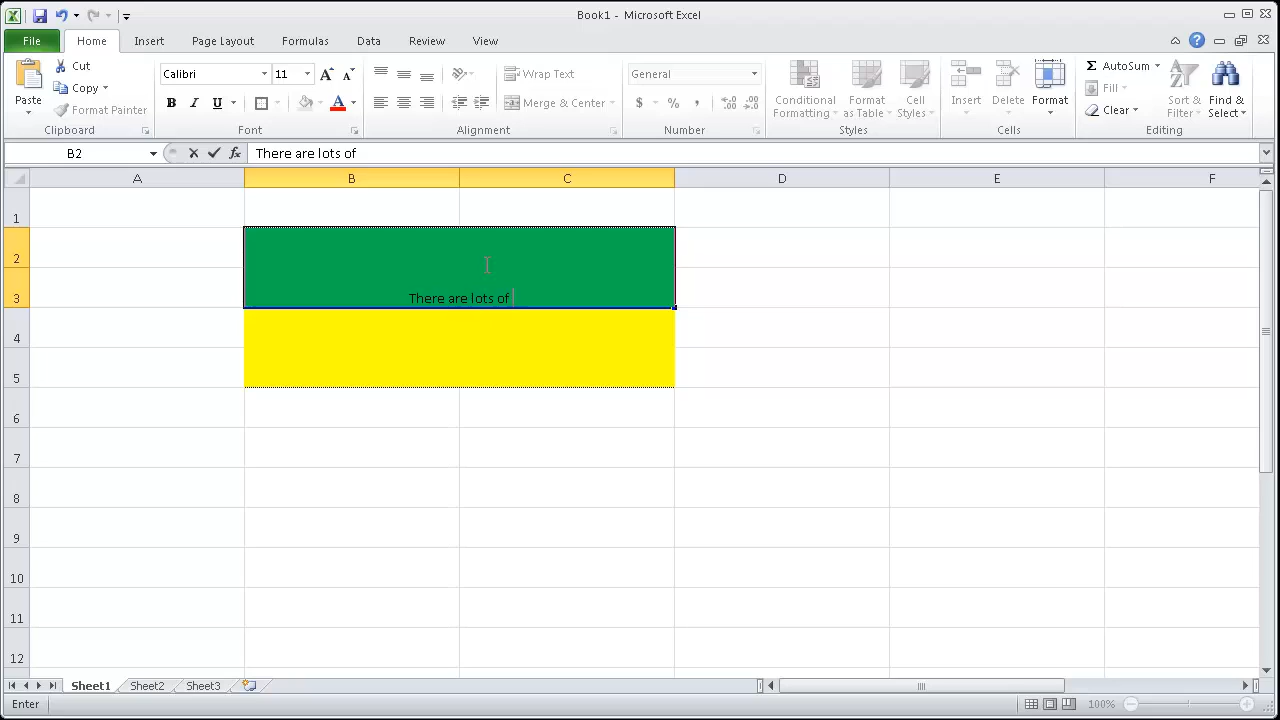 Book1 - Microsoft Excel
File Home Insert Page Layout Formulas Data Review View
Paste
Cut
Copy
Format Painter
Clipboard
Calibri 11
B I U
Font
Wrap Text
Merge & Center
Alignment
General
$ % ,
Number
Conditional Formatting
Format as Table
Cell Styles
Styles
Insert
Delete
Format
Cells
AutoSum
Fill
Clear
Sort & Filter
Find & Select
Editing
B2 fx There are lots of
A B C D E F
1
2
3 There are lots of
4
5
6
7
8
9
10
11
12
Sheet1 Sheet2 Sheet3
Enter 100%